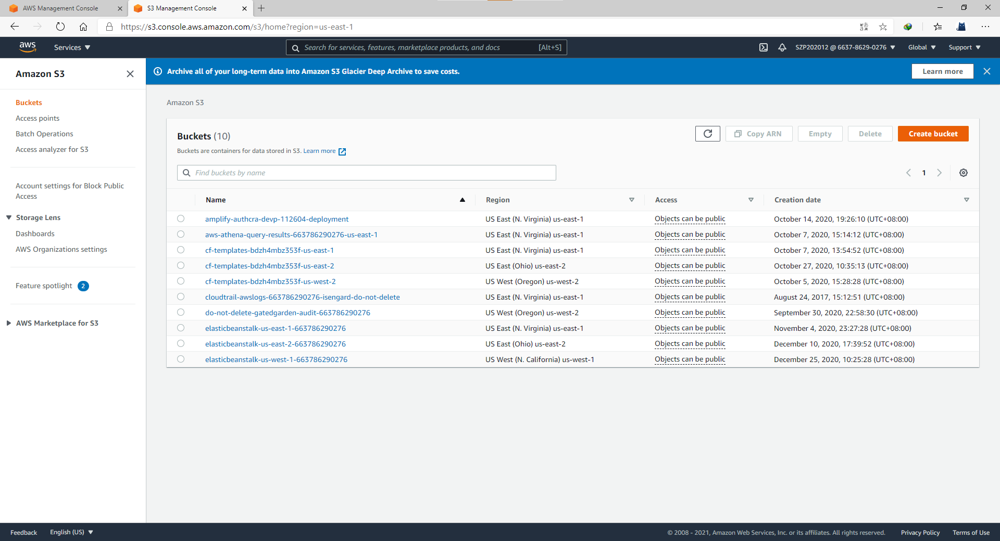 AWS Management Console
S3 Management Console
https://s3.console.aws.amazon.com/s3/home?region=us-east-1
aws
Services
Search for services, features, marketplace products, and docs
[Alt+S]
SZP202012 @ 6637-8629-0276
Global
Support
Amazon S3
Archive all of your long-term data into Amazon S3 Glacier Deep Archive to save costs.
Learn more
Buckets
Access points
Batch Operations
Access analyzer for S3
Account settings for Block Public
Access
Storage Lens
Dashboards
AWS Organizations settings
Feature spotlight 2
AWS Marketplace for S3
Amazon S3
Buckets (10)
Copy ARN
Empty
Delete
Create bucket
Buckets are containers for data stored in S3. Learn more
Find buckets by name
1
Name Region Access Creation date
amplify-authcra-devp-112604-deployment US East (N. Virginia) us-east-1 Objects can be public October 14, 2020, 19:26:10 (UTC+08:00)
aws-athena-query-results-663786290276-us-east-1 US East (N. Virginia) us-east-1 Objects can be public October 7, 2020, 15:14:12 (UTC+08:00)
cf-templates-bdzh4mbz353f-us-east-1 US East (N. Virginia) us-east-1 Objects can be public October 7, 2020, 13:54:52 (UTC+08:00)
cf-templates-bdzh4mbz353f-us-east-2 US East (Ohio) us-east-2 Objects can be public October 27, 2020, 10:35:13 (UTC+08:00)
cf-templates-bdzh4mbz353f-us-west-2 US West (Oregon) us-west-2 Objects can be public October 5, 2020, 15:28:28 (UTC+08:00)
cloudtrail-awslogs-663786290276-isengard-do-not-delete US East (N. Virginia) us-east-1 Objects can be public August 24, 2017, 15:12:51 (UTC+08:00)
do-not-delete-gatedgarden-audit-663786290276 US West (Oregon) us-west-2 Objects can be public September 30, 2020, 22:58:30 (UTC+08:00)
elasticbeanstalk-us-east-1-663786290276 US East (N. Virginia) us-east-1 Objects can be public November 4, 2020, 23:27:28 (UTC+08:00)
elasticbeanstalk-us-east-2-663786290276 US East (Ohio) us-east-2 Objects can be public December 10, 2020, 17:39:52 (UTC+08:00)
elasticbeanstalk-us-west-1-663786290276 US West (N. California) us-west-1 Objects can be public December 25, 2020, 10:25:28 (UTC+08:00)
Feedback
English (US)
© 2008 - 2021, Amazon Web Services, Inc. or its affiliates. All rights reserved.
Privacy Policy
Terms of Use